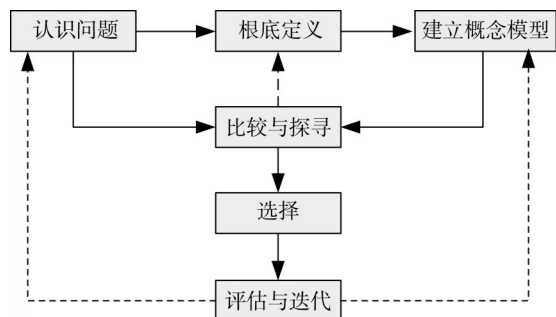 认识问题
根底定义
建立概念模型
比较与探寻
选择
评估与迭代